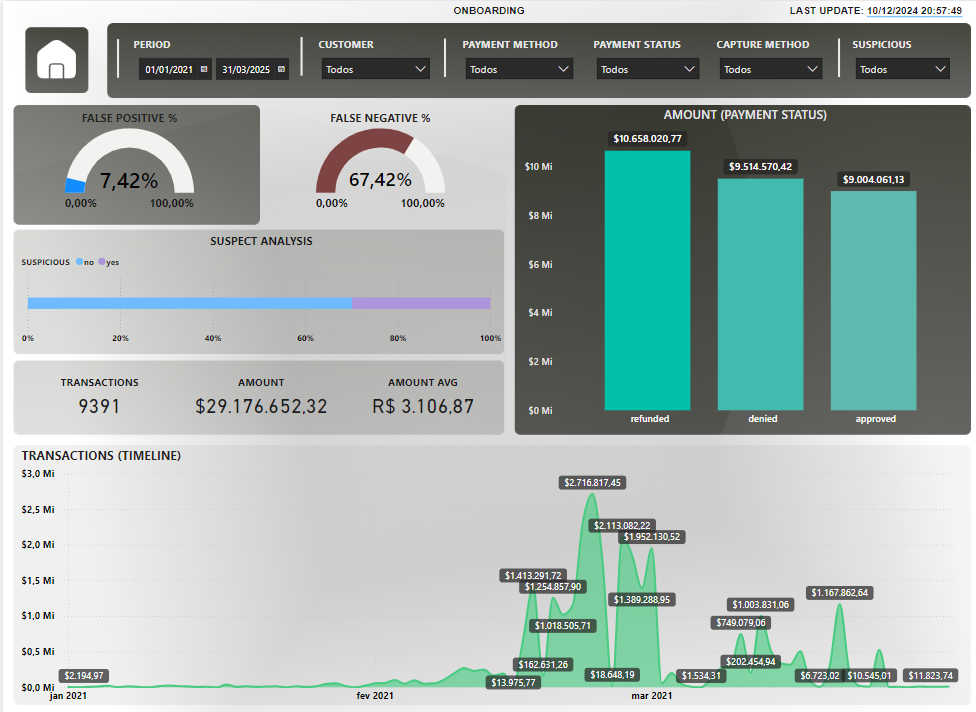 ONBOARDING
LAST UPDATE: 10/12/2024 20:57:49
PERIOD
01/01/2021 31/03/2025
CUSTOMER
Todos
PAYMENT METHOD
Todos
PAYMENT STATUS
Todos
CAPTURE METHOD
Todos
SUSPICIOUS
Todos
FALSE POSITIVE %
7,42%
0,00% 100,00%
FALSE NEGATIVE %
67,42%
0,00% 100,00%
SUSPECT ANALYSIS
SUSPICIOUS no yes
0% 20% 40% 60% 80% 100%
TRANSACTIONS
9391
AMOUNT
$29.176.652,32
AMOUNT AVG
R$ 3.106,87
AMOUNT (PAYMENT STATUS)
$10 Mi
$8 Mi
$6 Mi
$4 Mi
$2 Mi
$0 Mi
$10.658.020,77
$9.514.570,42
$9.004.061,13
refunded denied approved
TRANSACTIONS (TIMELINE)
$3,0 Mi
$2,5 Mi
$2,0 Mi
$1,5 Mi
$1,0 Mi
$0,5 Mi
$0,0 Mi
$2.194,97
$13.975,77
$162.631,26
$1.413.291,72
$1.254.857,90
$1.018.505,71
$2.716.817,45
$18.648,19
$2.113.082,22
$1.389.288,95
$1.952.130,52
$1.534,31
$749.079,06
$202.454,94
$1.003.831,06
$6.723,02
$1.167.862,64
$10.545,01
$11.823,74
jan 2021 fev 2021 mar 2021